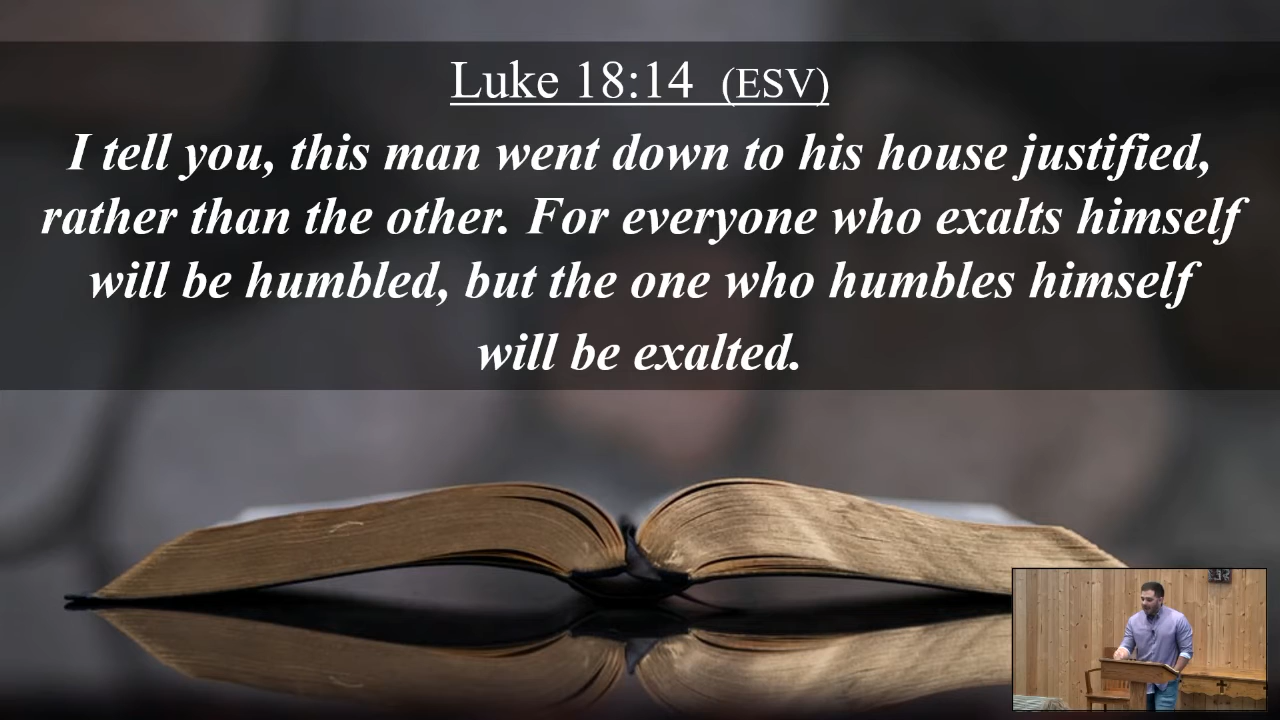 Luke 18:14 (ESV)
I tell you, this man went down to his house justified,
rather than the other. For everyone who exalts himself
will be humbled, but the one who humbles himself
will be exalted.